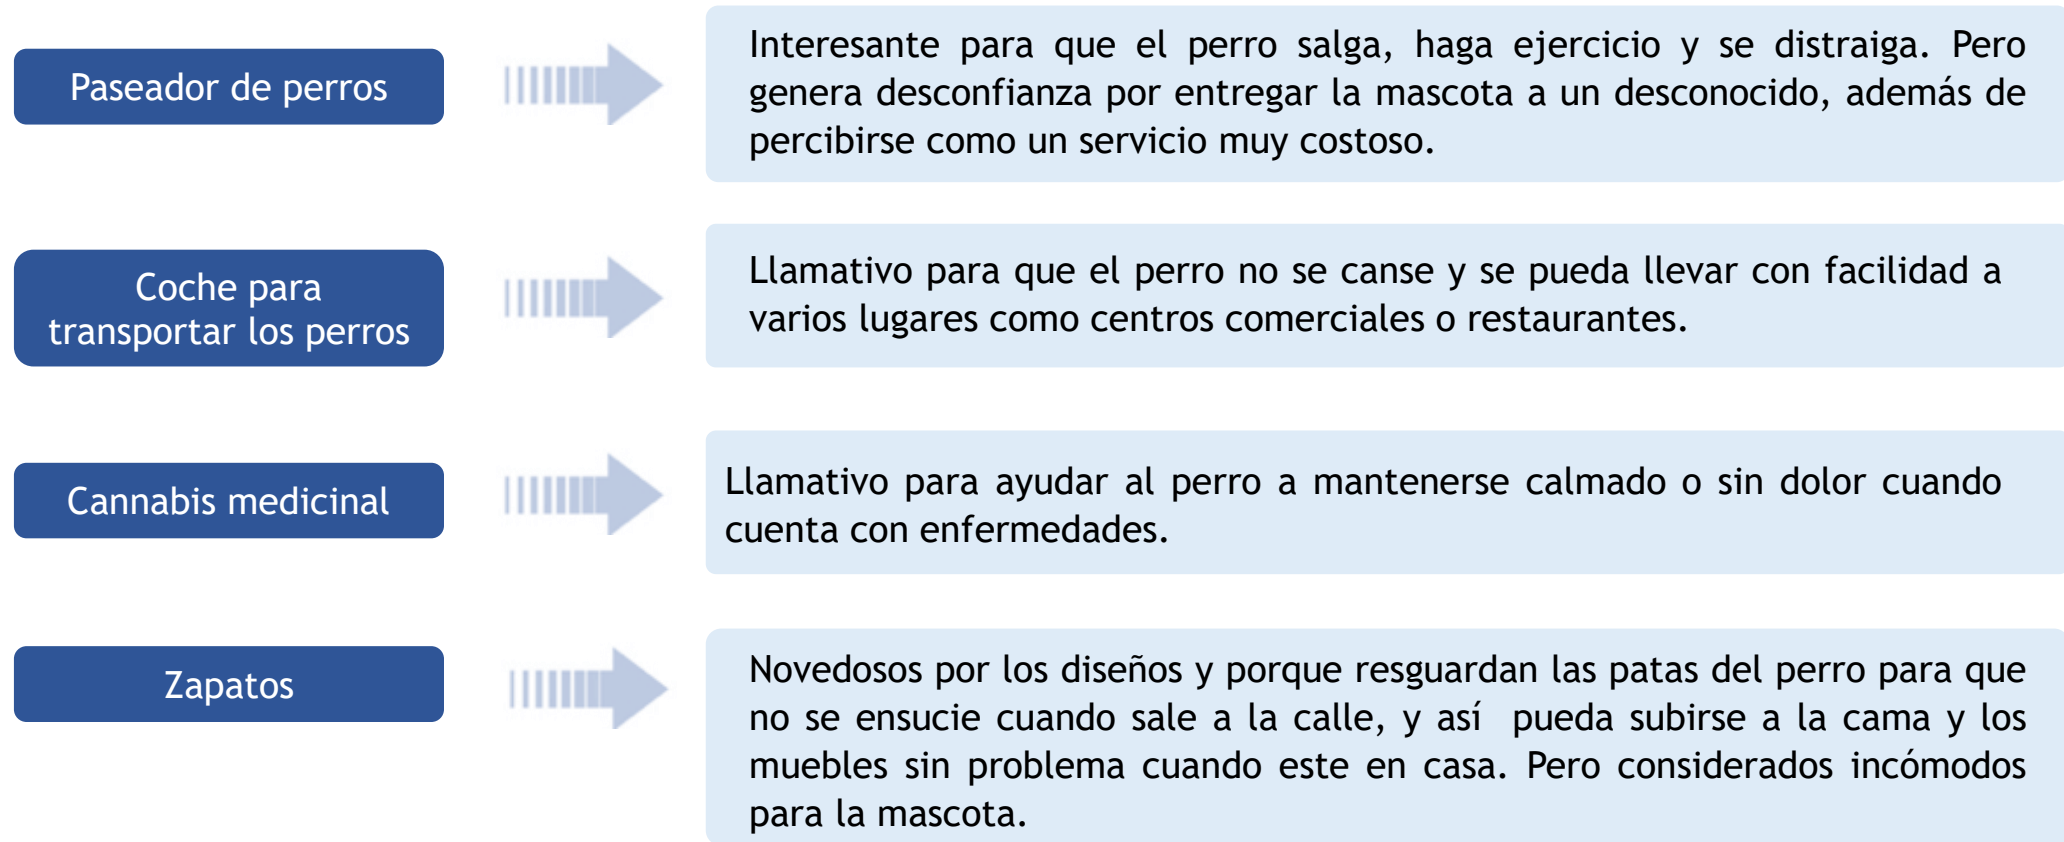 Paseador de perros
Interesante para que el perro salga, haga ejercicio y se distraiga. Pero
genera desconfianza por entregar la mascota a un desconocido, además de
percibirse como un servicio muy costoso.
Coche para
transportar los perros
Llamativo para que el perro no se canse y se pueda llevar con facilidad a
varios lugares como centros comerciales o restaurantes.
Cannabis medicinal
Llamativo para ayudar al perro a mantenerse calmado o sin dolor cuando
cuenta con enfermedades.
Zapatos
Novedosos por los diseños y porque resguardan las patas del perro para que
no se ensucie cuando sale a la calle, y así pueda subirse a la cama y los
muebles sin problema cuando este en casa. Pero considerados incómodos
para la mascota.